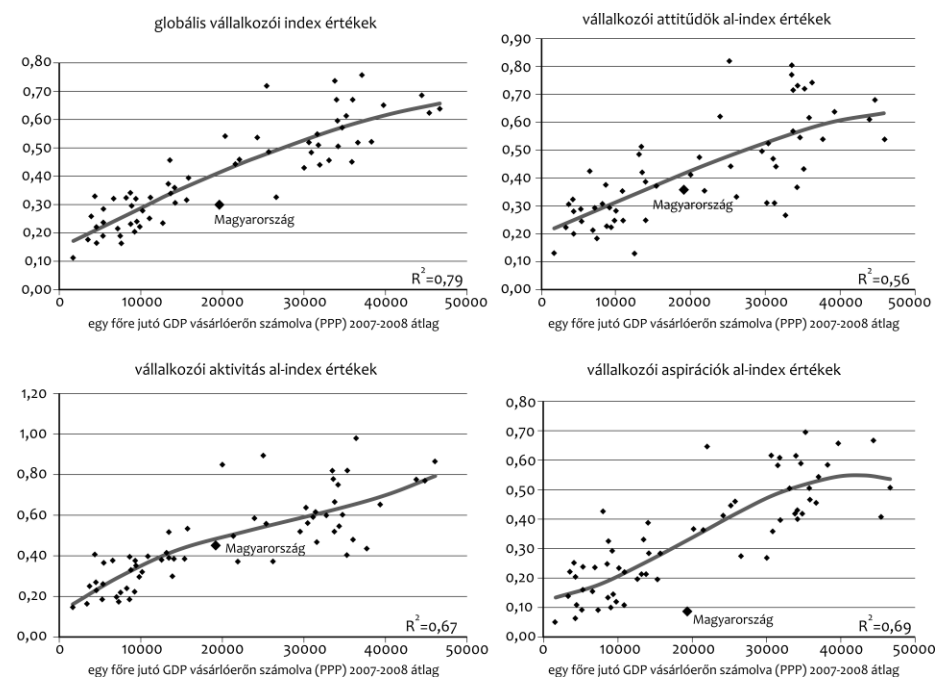 globális vállalkozói index értékek
0,80
0,70
0,60
0,50
0,40
0,30
0,20
0,10
0,00
Magyarország
R²=0,79
0 10000 20000 30000 40000 50000
egy főre jutó GDP vásárlóerőn számolva (PPP) 2007-2008 átlag
vállalkozói attitűdök al-index értékek
0,90
0,80
0,70
0,60
0,50
0,40
0,30
0,20
0,10
0,00
Magyarország
R²=0,56
0 10000 20000 30000 40000 50000
egy főre jutó GDP vásárlóerőn számolva (PPP) 2007-2008 átlag
vállalkozói aktivitás al-index értékek
1,20
1,00
0,80
0,60
0,40
0,20
0,00
Magyarország
R²=0,67
0 10000 20000 30000 40000 50000
egy főre jutó GDP vásárlóerőn számolva (PPP) 2007-2008 átlag
vállalkozói aspirációk al-index értékek
0,80
0,70
0,60
0,50
0,40
0,30
0,20
0,10
0,00
Magyarország
R²=0,69
0 10000 20000 30000 40000 50000
egy főre jutó GDP vásárlóerőn számolva (PPP) 2007-2008 átlag